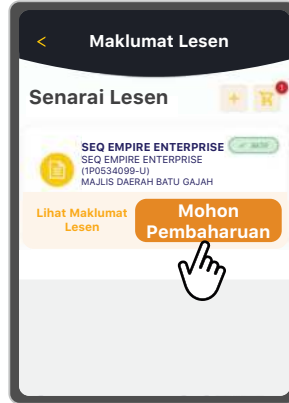 < Maklumat Lesen
Senarai Lesen
SEQ EMPIRE ENTERPRISE
SEQ EMPIRE ENTERPRISE
(1P0534099-U)
MAJLIS DAERAH BATU GAJAH
Lihat Maklumat
Lesen
Mohon
Pembaharuan